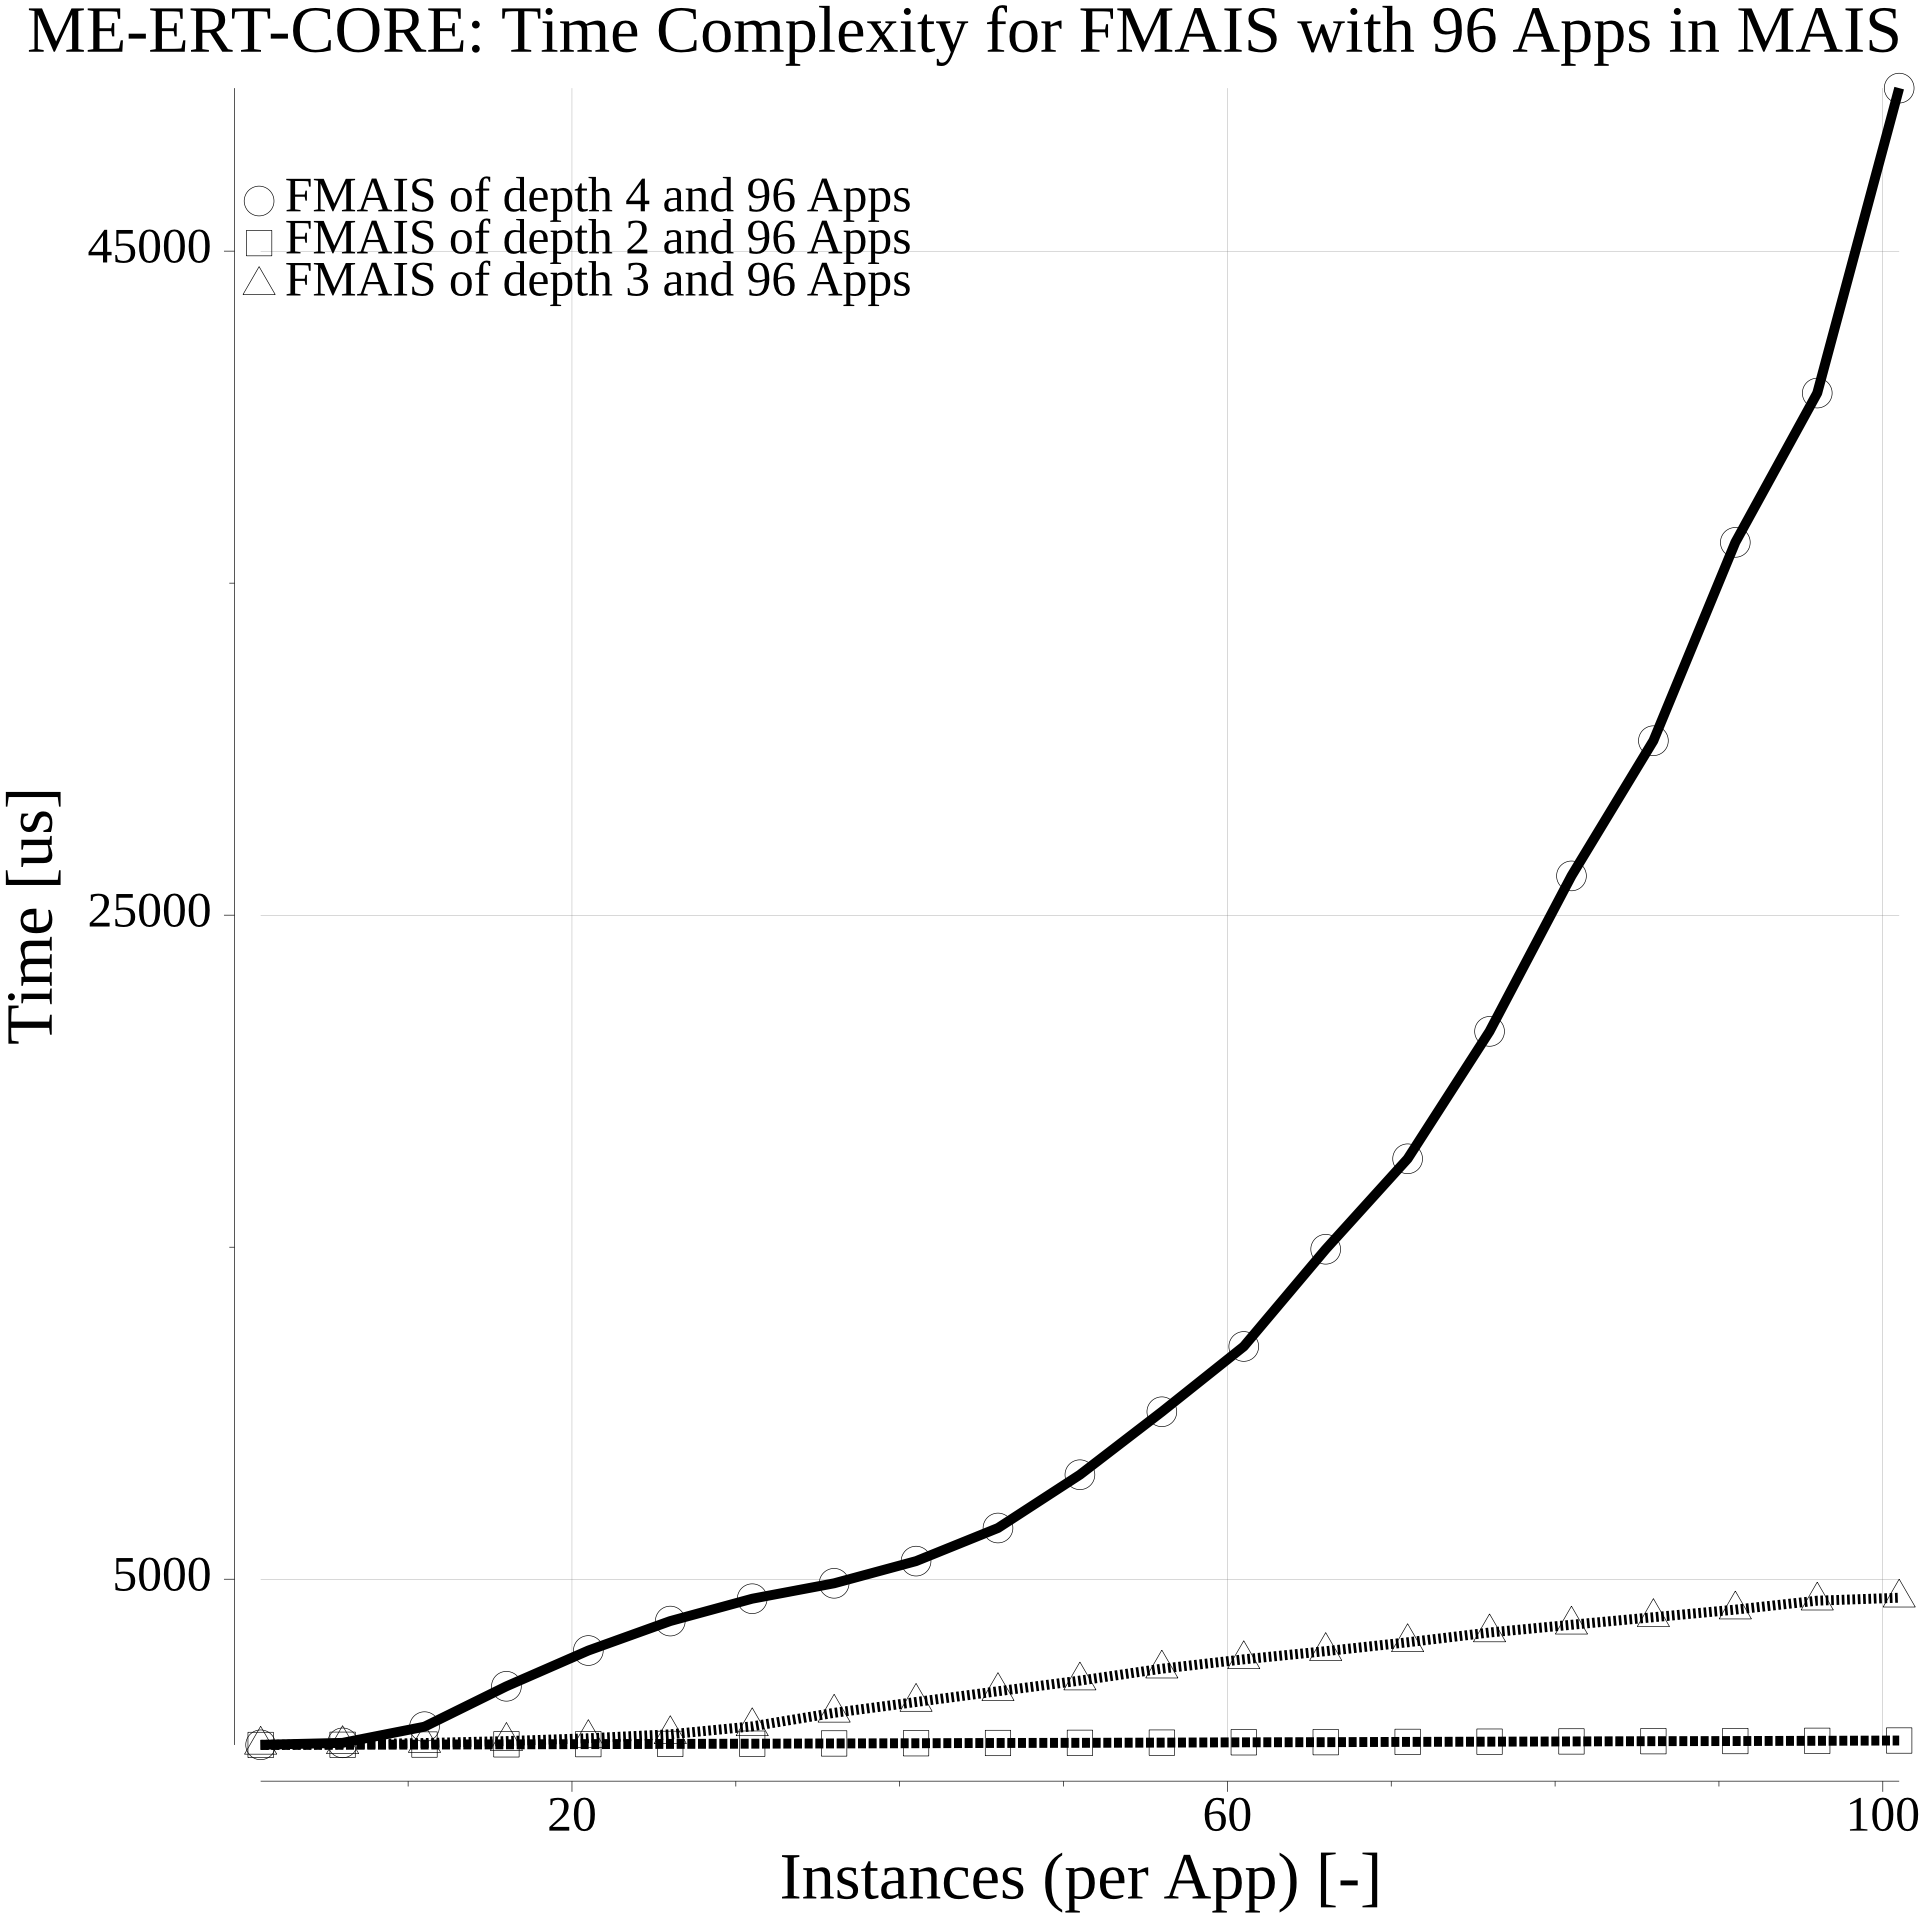 ME-ERT-CORE: Time Complexity for FMAIS with 96 Apps in MAIS
FMAIS of depth 4 and 96 Apps
FMAIS of depth 2 and 96 Apps
FMAIS of depth 3 and 96 Apps
45000
25000
5000
Time [us]
20
60
100
Instances (per App) [-]